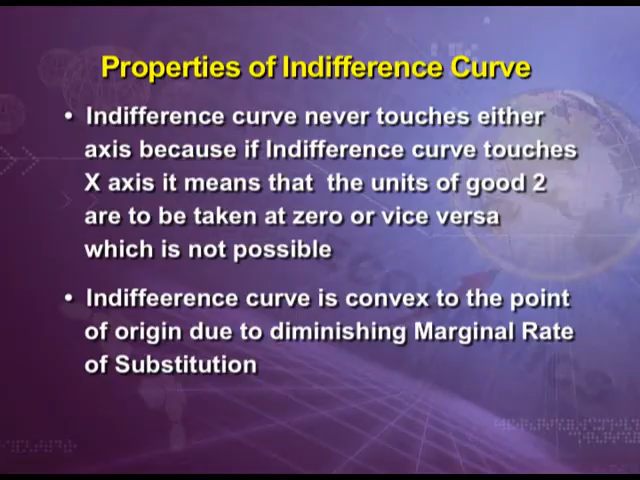 Properties of Indifference Curve
• Indifference curve never touches either
axis because if Indifference curve touches
X axis it means that the units of good 2
are to be taken at zero or vice versa
which is not possible
• Indiffeerence curve is convex to the point
of origin due to diminishing Marginal Rate
of Substitution